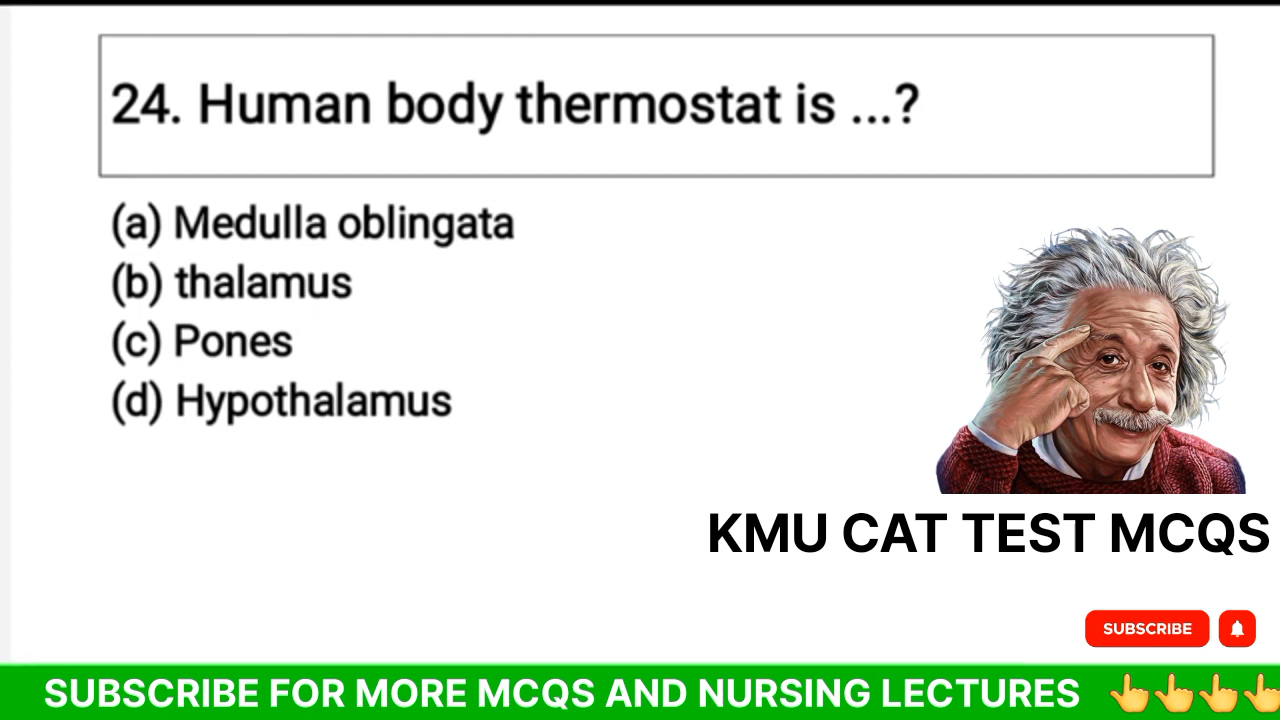 24. Human body thermostat is ...?
(a) Medulla oblingata
(b) thalamus
(c) Pones
(d) Hypothalamus
KMU CAT TEST MCQS
SUBSCRIBE
SUBSCRIBE FOR MORE MCQS AND NURSING LECTURES 👆👆👆👆